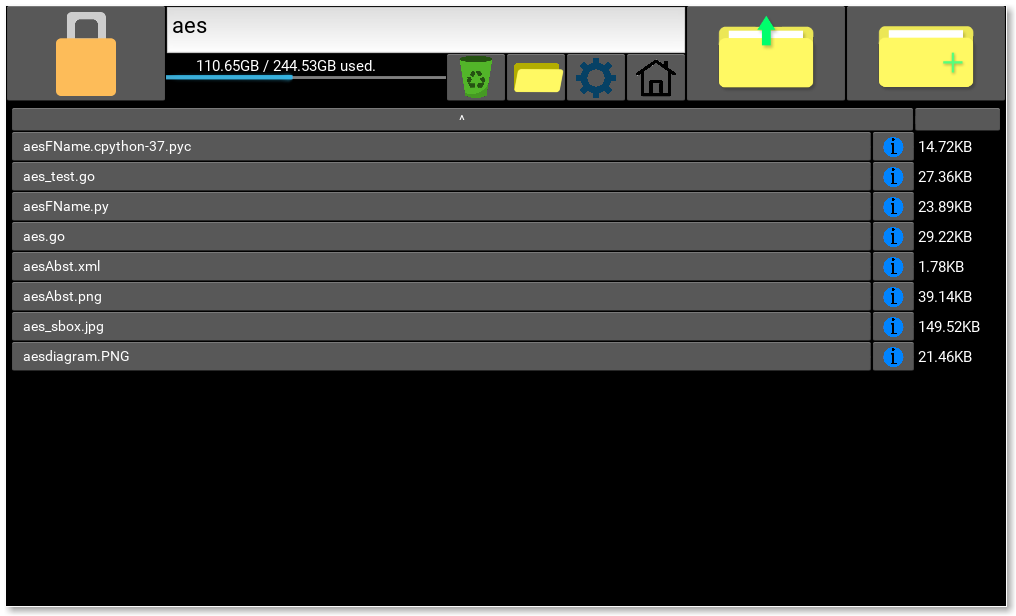 aes
110.65GB / 244.53GB used.
^
aesFName.cpython-37.pyc 14.72KB
aes_test.go 27.36KB
aesFName.py 23.89KB
aes.go 29.22KB
aesAbst.xml 1.78KB
aesAbst.png 39.14KB
aes_sbox.jpg 149.52KB
aesdiagram.PNG 21.46KB